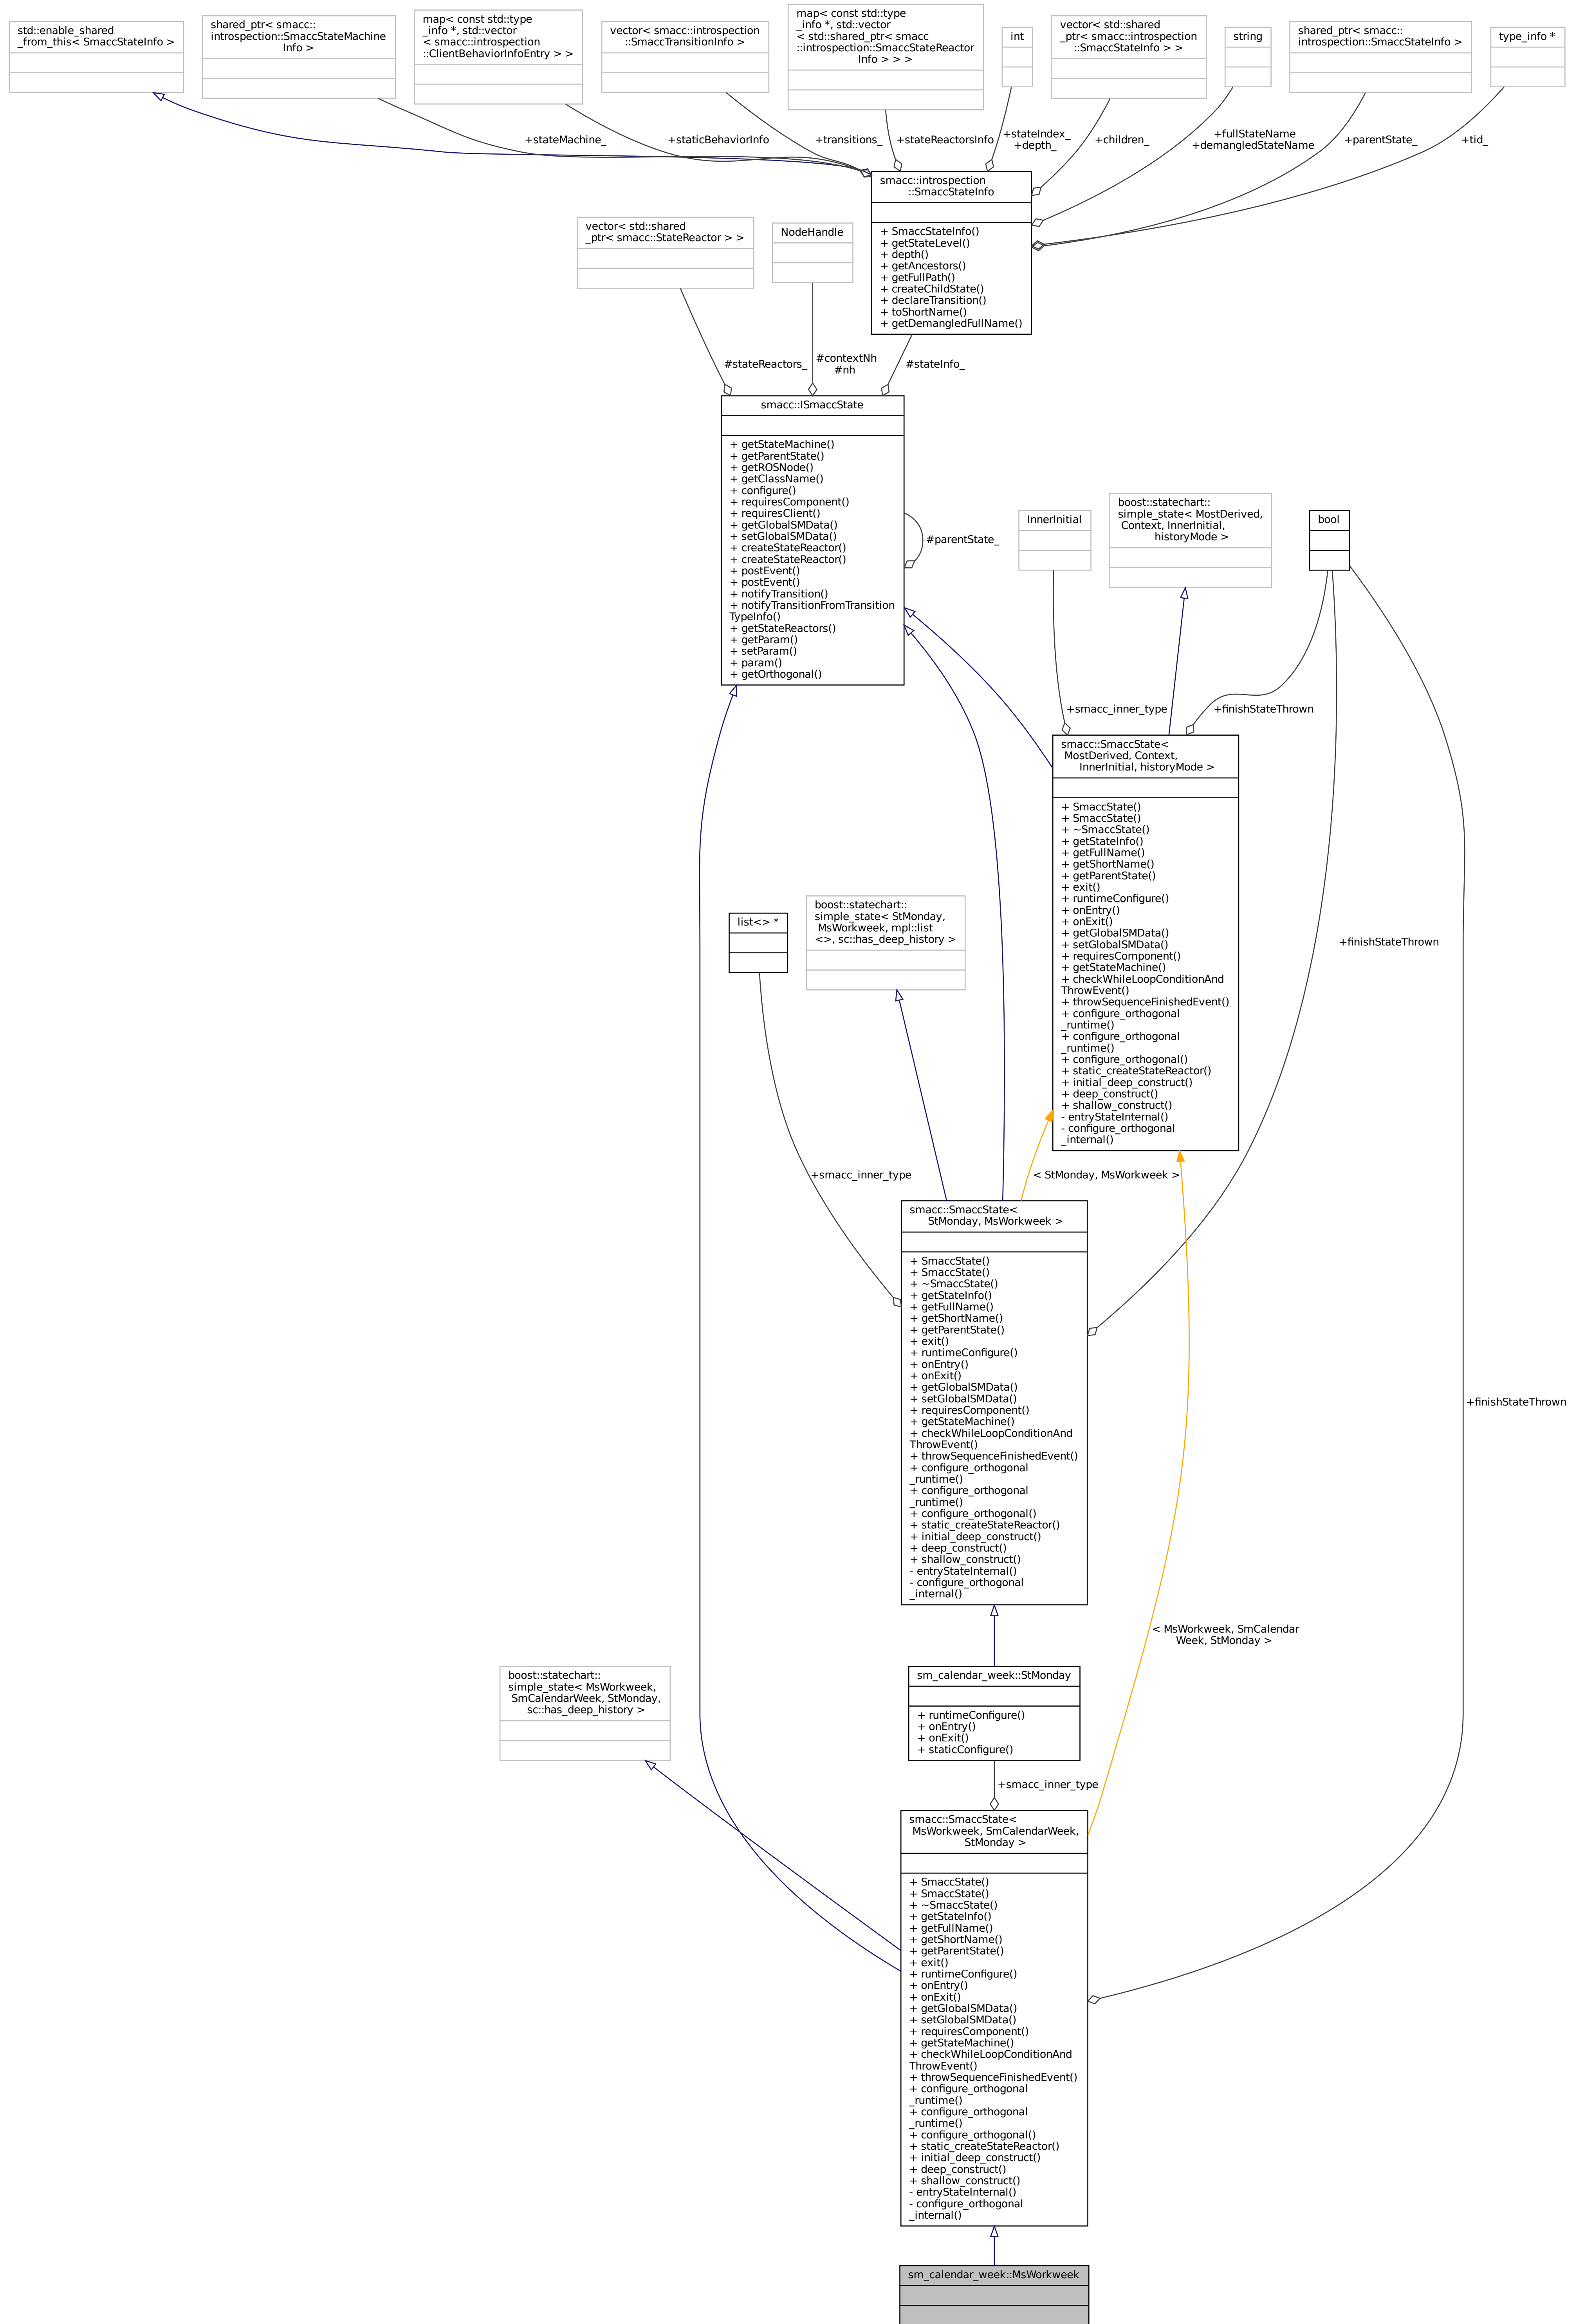 std::enable_shared
_from_this< SmaccStateInfo >
shared_ptr< smacc::
introspection::SmaccStateMachine
Info >
map< const std::type
_info *, std::vector
< smacc::introspection
::ClientBehaviorInfoEntry > >
vector< smacc::introspection
::SmaccTransitionInfo >
map< const std::type
_info *, std::vector
< std::shared_ptr< smacc
::introspection::SmaccStateReactor
Info > > >
int
vector< std::shared
_ptr< smacc::introspection
::SmaccStateInfo > >
string
shared_ptr< smacc::
introspection::SmaccStateInfo >
type_info *
+stateMachine_
+staticBehaviorInfo
+transitions_
+stateReactorsInfo
+stateIndex_
+depth_
+children_
+fullStateName
+demangledStateName
+parentState_
+tid_
smacc::introspection
::SmaccStateInfo
+ SmaccStateInfo()
+ getStateLevel()
+ depth()
+ getAncestors()
+ getFullPath()
+ createChildState()
+ declareTransition()
+ toShortName()
+ getDemangledFullName()
vector< std::shared
_ptr< smacc::StateReactor > >
NodeHandle
#stateReactors_
#contextNh
#nh
#stateInfo_
smacc::ISmaccState
+ getStateMachine()
+ getParentState()
+ getROSNode()
+ getClassName()
+ configure()
+ requiresComponent()
+ requiresClient()
+ getGlobalSMData()
+ setGlobalSMData()
+ createStateReactor()
+ createStateReactor()
+ postEvent()
+ postEvent()
+ notifyTransition()
+ notifyTransitionFromTransition
TypeInfo()
+ getStateReactors()
+ getParam()
+ setParam()
+ param()
+ getOrthogonal()
#parentState_
InnerInitial
boost::statechart::
simple_state< MostDerived,
Context, InnerInitial,
historyMode >
bool
+smacc_inner_type
+finishStateThrown
smacc::SmaccState<
MostDerived, Context,
InnerInitial, historyMode >
+ SmaccState()
+ SmaccState()
+ ~SmaccState()
+ getStateInfo()
+ getFullName()
+ getShortName()
+ getParentState()
+ exit()
+ runtimeConfigure()
+ onEntry()
+ onExit()
+ getGlobalSMData()
+ setGlobalSMData()
+ requiresComponent()
+ getStateMachine()
+ checkWhileLoopConditionAnd
ThrowEvent()
+ throwSequenceFinishedEvent()
+ configure_orthogonal
_runtime()
+ configure_orthogonal
_runtime()
+ configure_orthogonal()
+ static_createStateReactor()
+ initial_deep_construct()
+ deep_construct()
+ shallow_construct()
- entryStateInternal()
- configure_orthogonal
_internal()
list<> *
boost::statechart::
simple_state< StMonday,
MsWorkweek, mpl::list
<>, sc::has_deep_history >
+finishStateThrown
+smacc_inner_type
< StMonday, MsWorkweek >
smacc::SmaccState<
StMonday, MsWorkweek >
+ SmaccState()
+ SmaccState()
+ ~SmaccState()
+ getStateInfo()
+ getFullName()
+ getShortName()
+ getParentState()
+ exit()
+ runtimeConfigure()
+ onEntry()
+ onExit()
+ getGlobalSMData()
+ setGlobalSMData()
+ requiresComponent()
+ getStateMachine()
+ checkWhileLoopConditionAnd
ThrowEvent()
+ throwSequenceFinishedEvent()
+ configure_orthogonal
_runtime()
+ configure_orthogonal
_runtime()
+ configure_orthogonal()
+ static_createStateReactor()
+ initial_deep_construct()
+ deep_construct()
+ shallow_construct()
- entryStateInternal()
- configure_orthogonal
_internal()
+finishStateThrown
< MsWorkweek, SmCalendar
Week, StMonday >
boost::statechart::
simple_state< MsWorkweek,
SmCalendarWeek, StMonday,
sc::has_deep_history >
sm_calendar_week::StMonday
+ runtimeConfigure()
+ onEntry()
+ onExit()
+ staticConfigure()
+smacc_inner_type
smacc::SmaccState<
MsWorkweek, SmCalendarWeek,
StMonday >
+ SmaccState()
+ SmaccState()
+ ~SmaccState()
+ getStateInfo()
+ getFullName()
+ getShortName()
+ getParentState()
+ exit()
+ runtimeConfigure()
+ onEntry()
+ onExit()
+ getGlobalSMData()
+ setGlobalSMData()
+ requiresComponent()
+ getStateMachine()
+ checkWhileLoopConditionAnd
ThrowEvent()
+ throwSequenceFinishedEvent()
+ configure_orthogonal
_runtime()
+ configure_orthogonal
_runtime()
+ configure_orthogonal()
+ static_createStateReactor()
+ initial_deep_construct()
+ deep_construct()
+ shallow_construct()
- entryStateInternal()
- configure_orthogonal
_internal()
sm_calendar_week::MsWorkweek